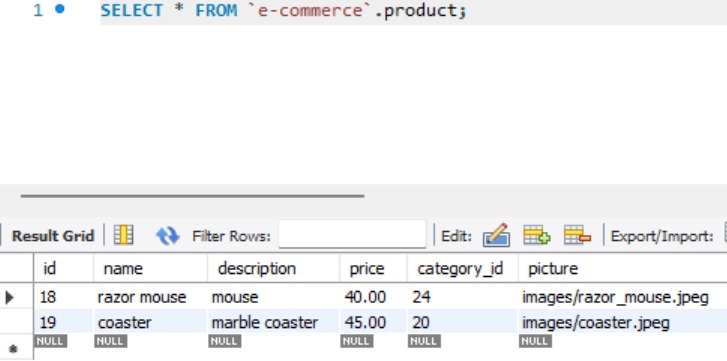 1 SELECT * FROM `e-commerce`.product;
Result Grid Filter Rows: Edit: Export/Import:
id name description price category_id picture
18 razor mouse mouse 40.00 24 images/razor_mouse.jpeg
19 coaster marble coaster 45.00 20 images/coaster.jpeg
NULL NULL NULL NULL NULL NULL